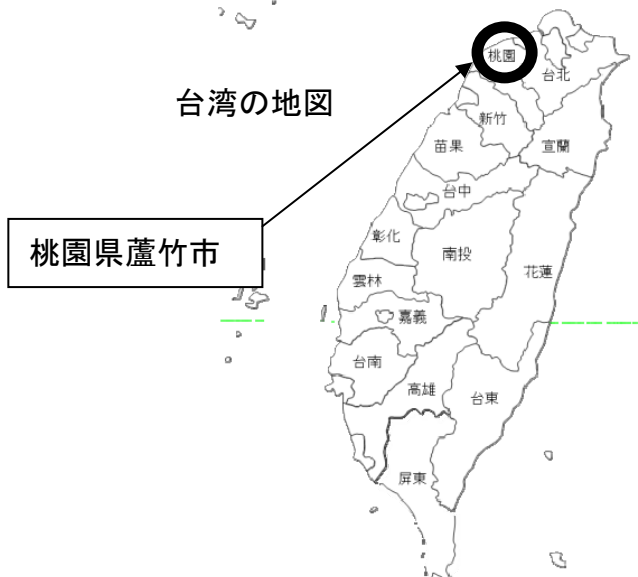 桃園
台北
台湾の地図
新竹
苗果
宜蘭
台中
桃園県蘆竹市
彰化
南投
花蓮
雲林
嘉義
台南
高雄
台東
屏東